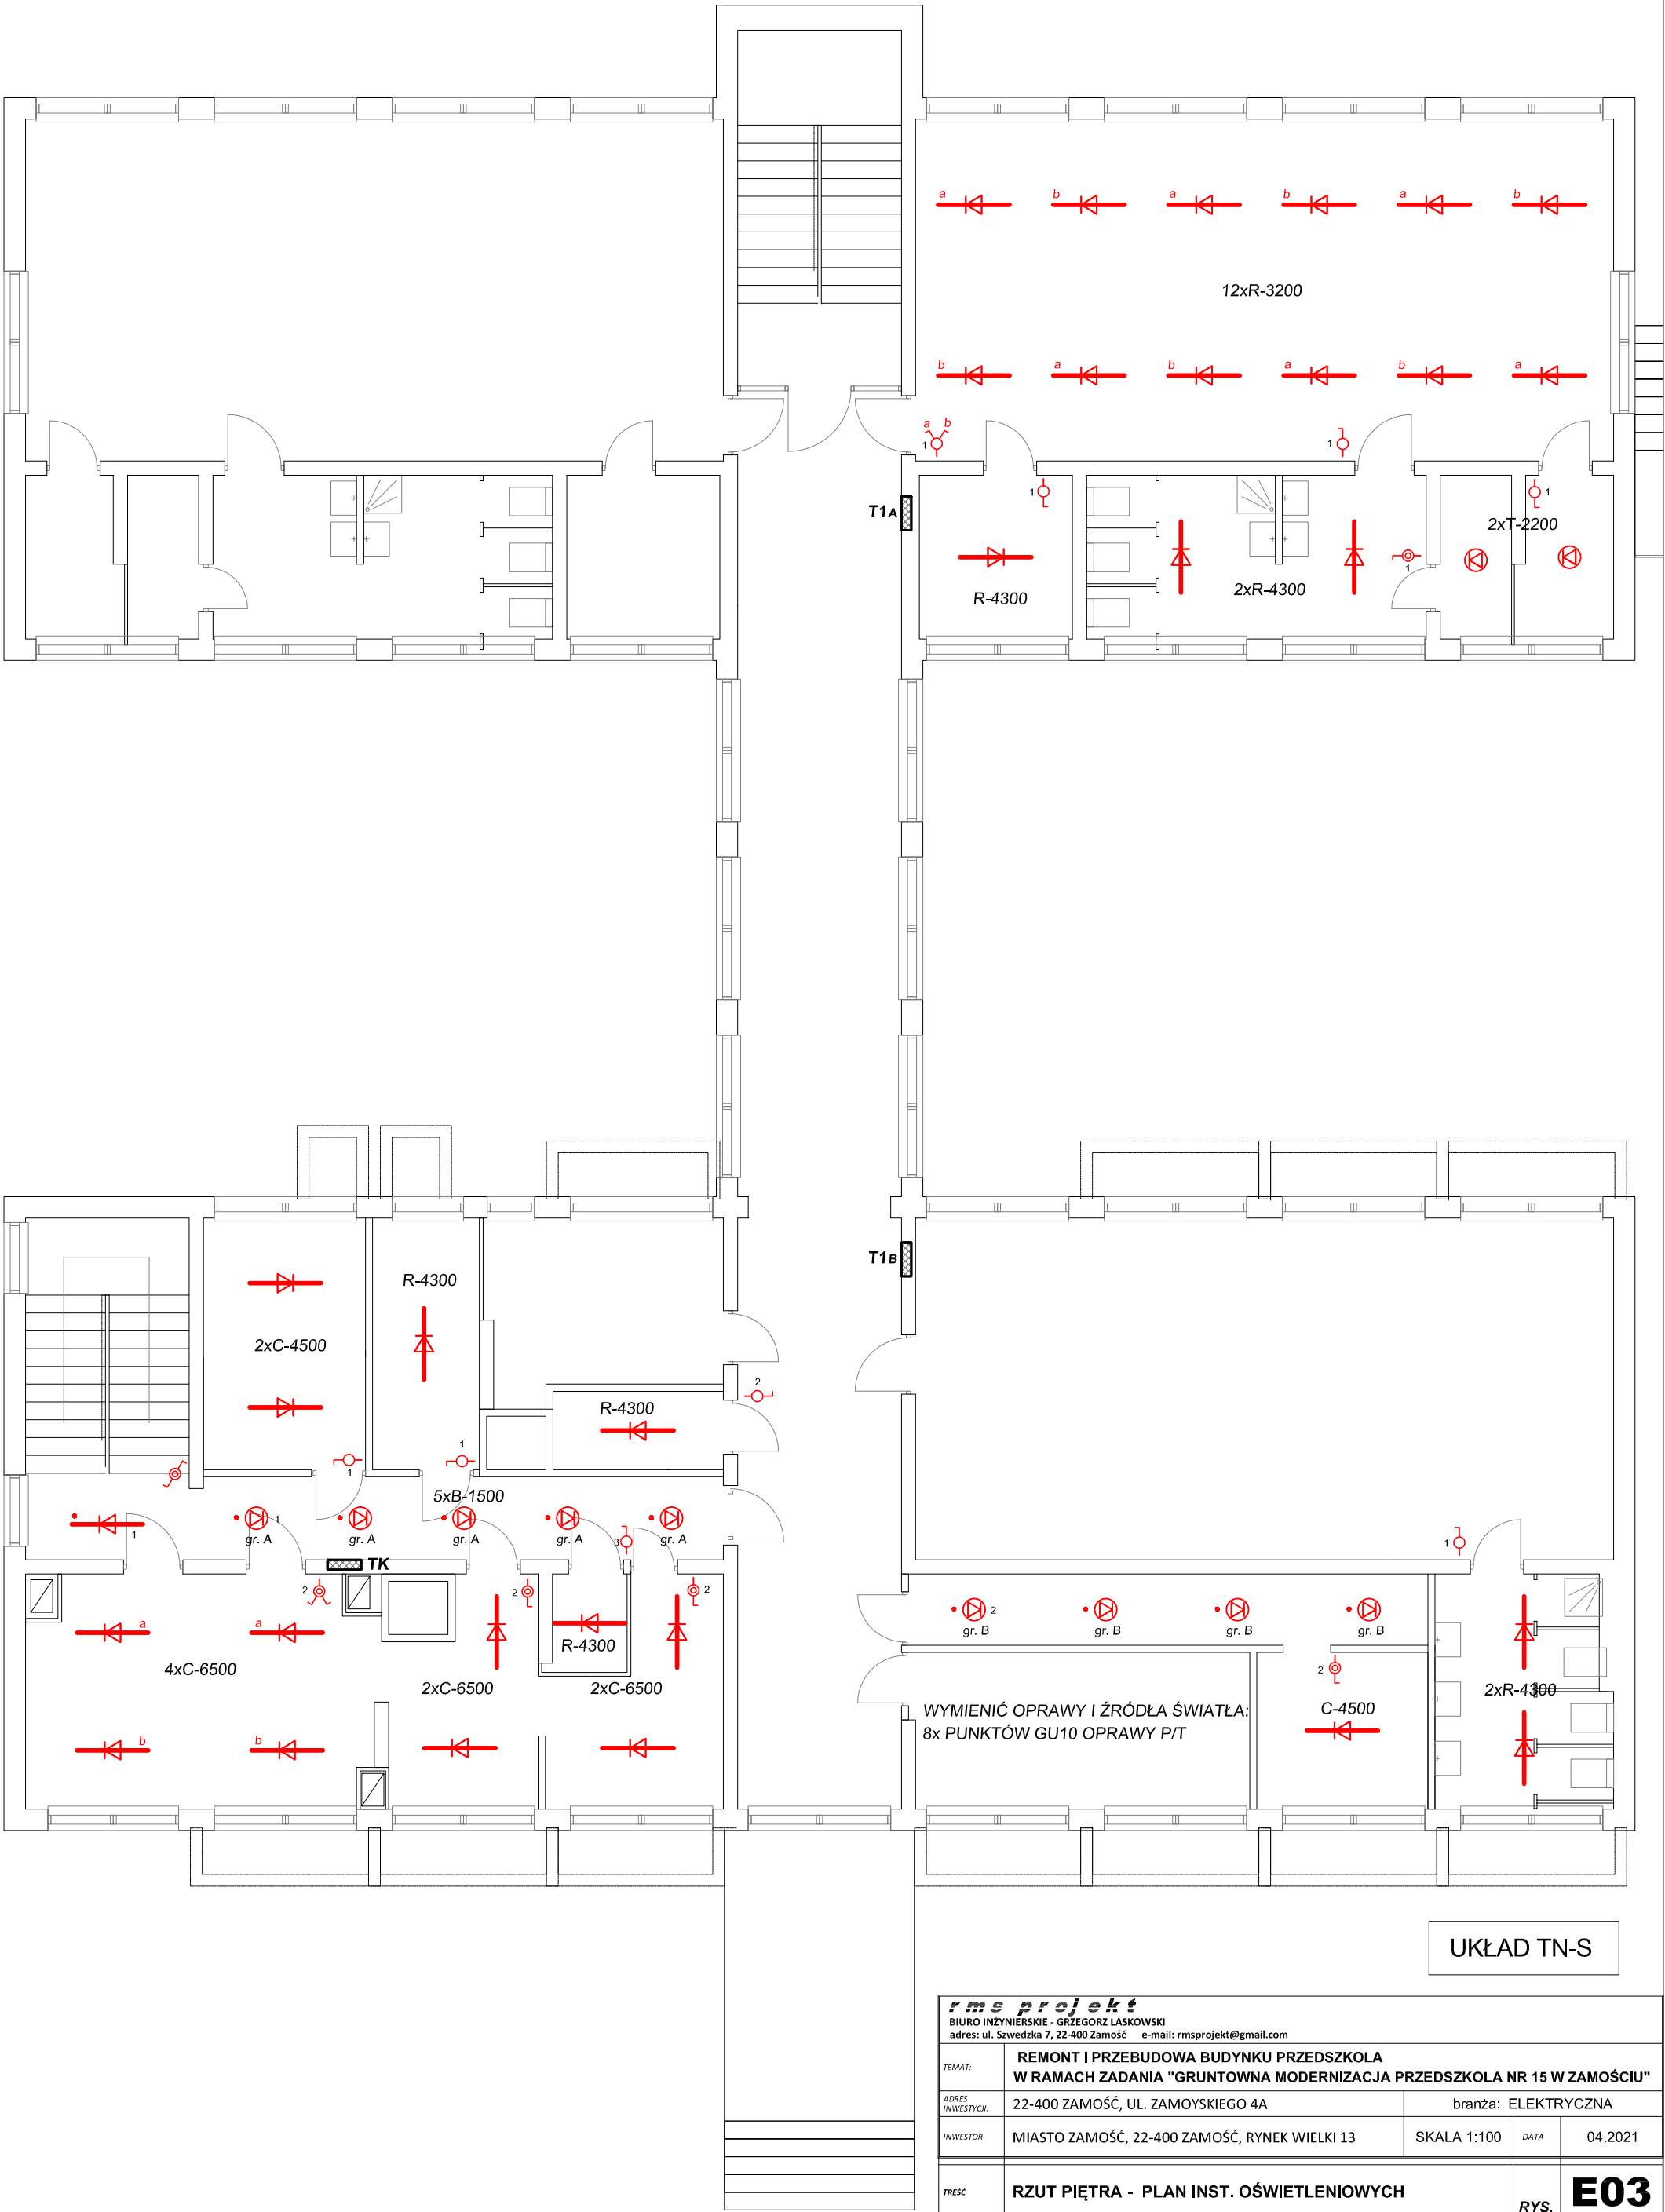 a b a b a b
12xR-3200
b a b a b a
a b
1
1
1
1
T1A
2xT-2200
1
R-4300
2xR-4300
T1B
R-4300
2xC-4500
2
R-4300
1
1
5xB-1500
1
1
3
gr. A gr. A gr. A gr. A gr. A
1
TK
2
2
2
a a
2
gr. B gr. B gr. B gr. B
R-4300
4xC-6500
2xC-6500
2xC-6500
2
2xR-4300
C-4500
WYMIENIĆ OPRAWY I ŹRÓDŁA ŚWIATŁA:
8x PUNKTÓW GU10 OPRAWY P/T
b b
UKŁAD TN-S
rms projekt
BIURO INŻYNIERSKIE - GRZEGORZ LASKOWSKI
adres: ul. Szwedzka 7, 22-400 Zamość e-mail: rmsprojekt@gmail.com
TEMAT:
REMONT I PRZEBUDOWA BUDYNKU PRZEDSZKOLA
W RAMACH ZADANIA "GRUNTOWNA MODERNIZACJA PRZEDSZKOLA NR 15 W ZAMOŚCIU"
ADRES
INWESTYCJI:
22-400 ZAMOŚĆ, UL. ZAMOYSKIEGO 4A
branża: ELEKTRYCZNA
INWESTOR
MIASTO ZAMOŚĆ, 22-400 ZAMOŚĆ, RYNEK WIELKI 13
SKALA 1:100
DATA
04.2021
TREŚĆ
RZUT PIĘTRA - PLAN INST. OŚWIETLENIOWYCH
RYS.
E03